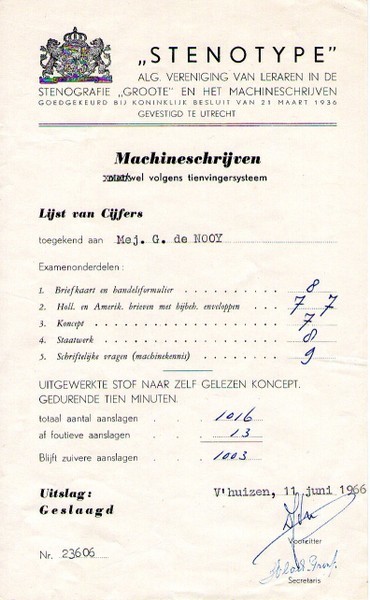 „STENOTYPE”
ALG. VERENIGING VAN LERAREN IN DE
STENOGRAFIE „GROOTE” EN HET MACHINESCHRIJVEN
GOEDGEKEURD BIJ KONINKLIJK BESLUIT VAN 21 MAART 1936
GEVESTIGD TE UTRECHT
Machineschrijven
wel volgens tienvingersysteem
Lijst van Cijfers
toegekend aan Mej. G. de NOOY
Examenonderdelen :
1. Briefkaart en handelsformulier 8
2. Holl. en Amerik. brieven met bijbeh. enveloppen 7 7
3. Koncept 7
4. Staatwerk 8
5. Schriftelijke vragen (machinekennis) 9
UITGEWERKTE STOF NAAR ZELF GELEZEN KONCEPT.
GEDURENDE TIEN MINUTEN.
totaal aantal aanslagen 1016
af foutieve aanslagen 13
Blijft zuivere aanslagen 1003
Uitslag: V'huizen, 11 juni 1966
Geslaagd
Voorzitter
Nr. 23606
Secretaris